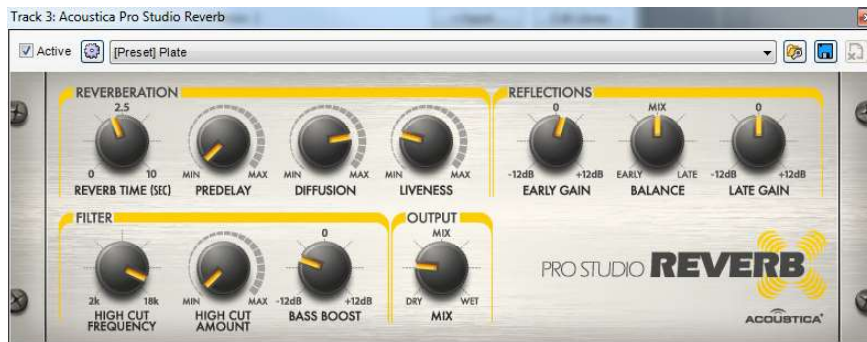 Track 3: Acoustica Pro Studio Reverb
Active [Preset] Plate
REVERBERATION
2.5
0 10
REVERB TIME (SEC)
MIN MAX
PREDELAY
MIN MAX
DIFFUSION
MIN MAX
LIVENESS
REFLECTIONS
0
-12dB +12dB
EARLY GAIN
MIX
EARLY LATE
BALANCE
0
-12dB +12dB
LATE GAIN
FILTER
2k 18k
HIGH CUT
FREQUENCY
MIN MAX
HIGH CUT
AMOUNT
0
-12dB +12dB
BASS BOOST
OUTPUT
MIX
DRY WET
MIX
PRO STUDIO REVERB
ACOUSTICA